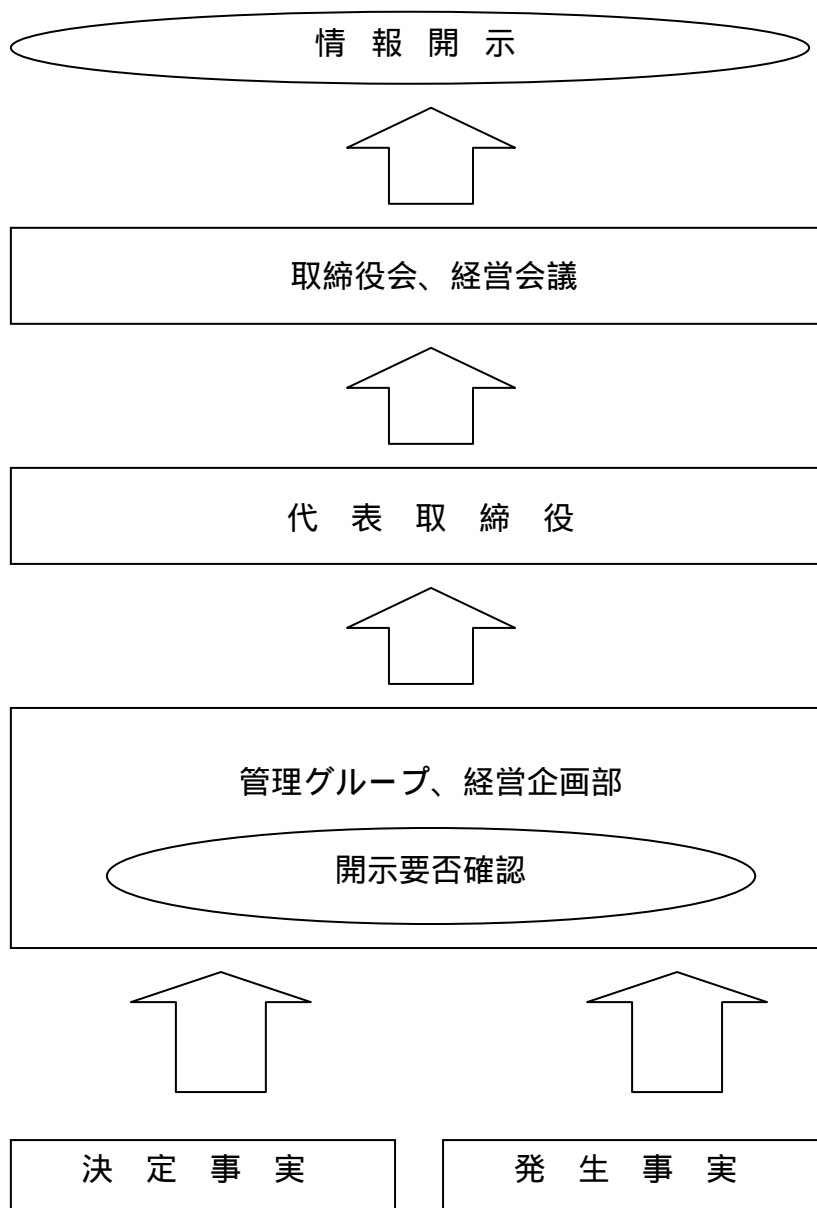 情 報 開 示
取締役会、経営会議
代 表 取 締 役
管理グループ、経営企画部
開示要否確認
決 定 事 実
発 生 事 実